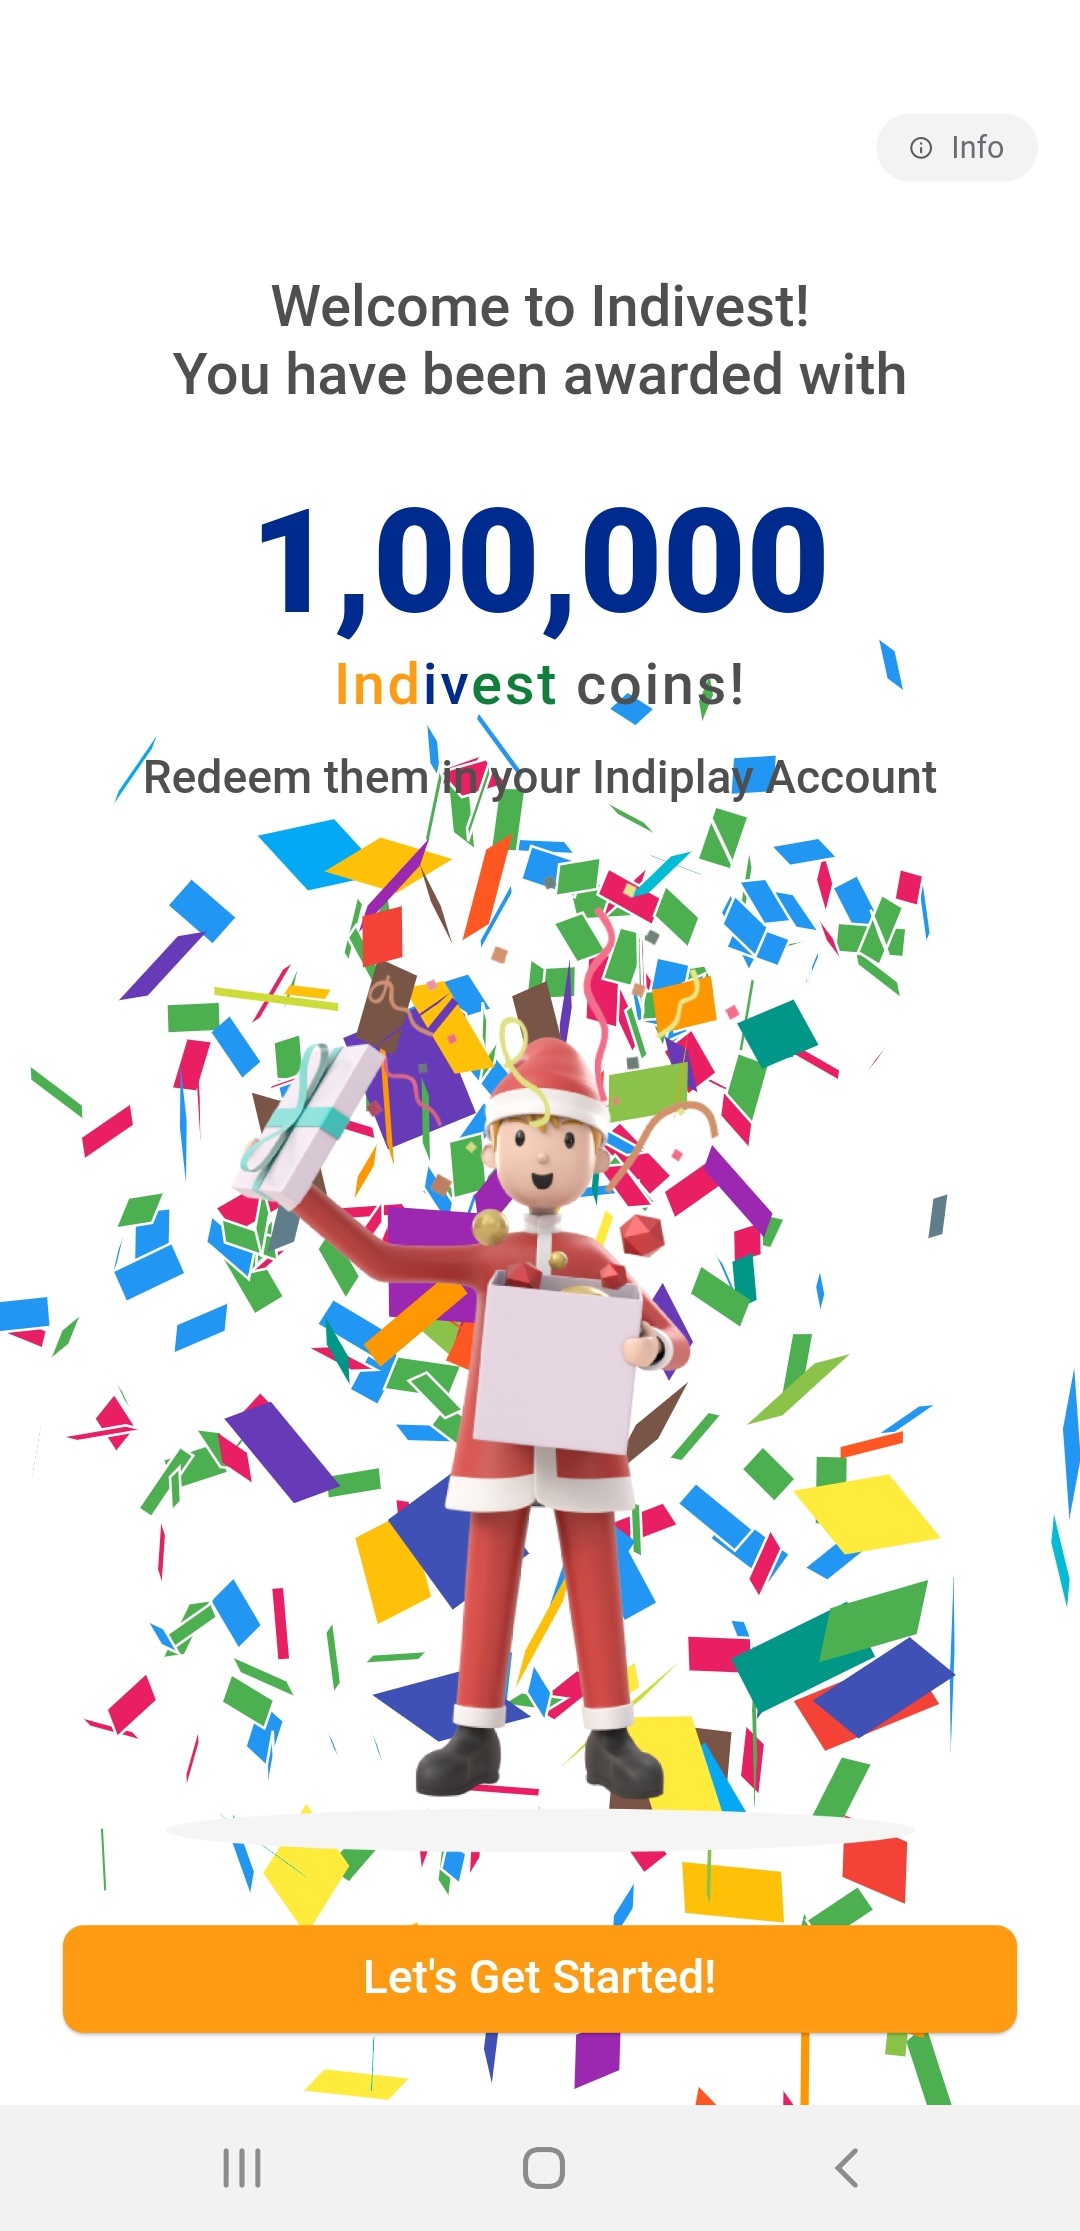 Info
Welcome to Indivest!
You have been awarded with
1,00,000
Indivest coins!
Redeem them in your Indiplay Account
Let's Get Started!